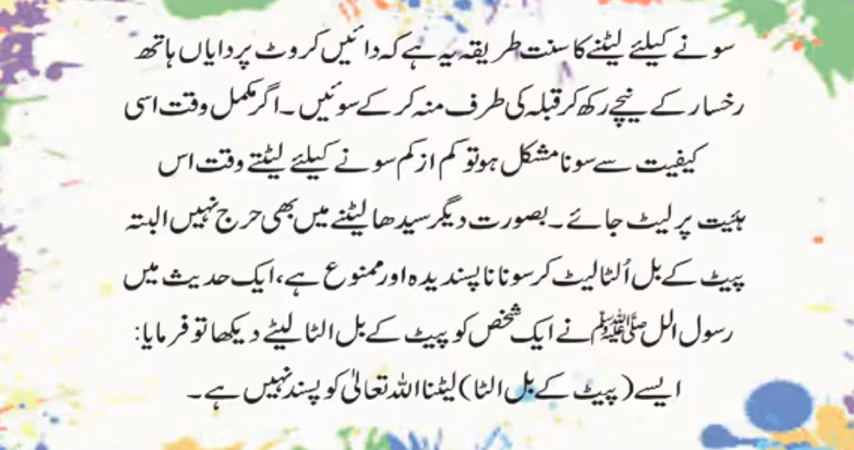 سونے کیلئے لیٹنے کا سنت طریقہ یہ ہے کہ دائیں کروٹ پر دایاں ہاتھ
رخسار کے نیچے رکھ کر قبلہ کی طرف منہ کر کے سوئیں۔ اگر مکمل وقت اسی
کیفیت سے سونا مشکل ہو تو کم از کم سونے کیلئے لیٹتے وقت اس
ہئیت پر لیٹ جائے۔ بصورت دیگر سیدھا لیٹنے میں بھی حرج نہیں البتہ
پیٹ کے بل اُلٹا لیٹ کر سونا ناپسندیدہ اور ممنوع ہے، ایک حدیث میں
رسول اللہ ﷺ نے ایک شخص کو پیٹ کے بل الٹا لیٹے دیکھا تو فرمایا:
ایسے (پیٹ کے بل الٹا) لیٹنا اللہ تعالیٰ کو پسند نہیں ہے۔